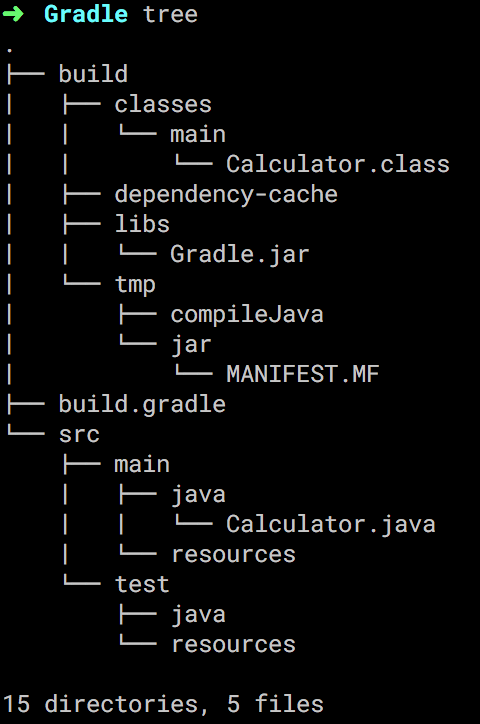 ➜  Gradle tree
.
├── build
│   ├── classes
│   │   └── main
│   │       └── Calculator.class
│   ├── dependency-cache
│   ├── libs
│   │   └── Gradle.jar
│   └── tmp
│       ├── compileJava
│       └── jar
│           └── MANIFEST.MF
├── build.gradle
└── src
    ├── main
    │   ├── java
    │   │   └── Calculator.java
    │   └── resources
    └── test
        ├── java
        └── resources

15 directories, 5 files